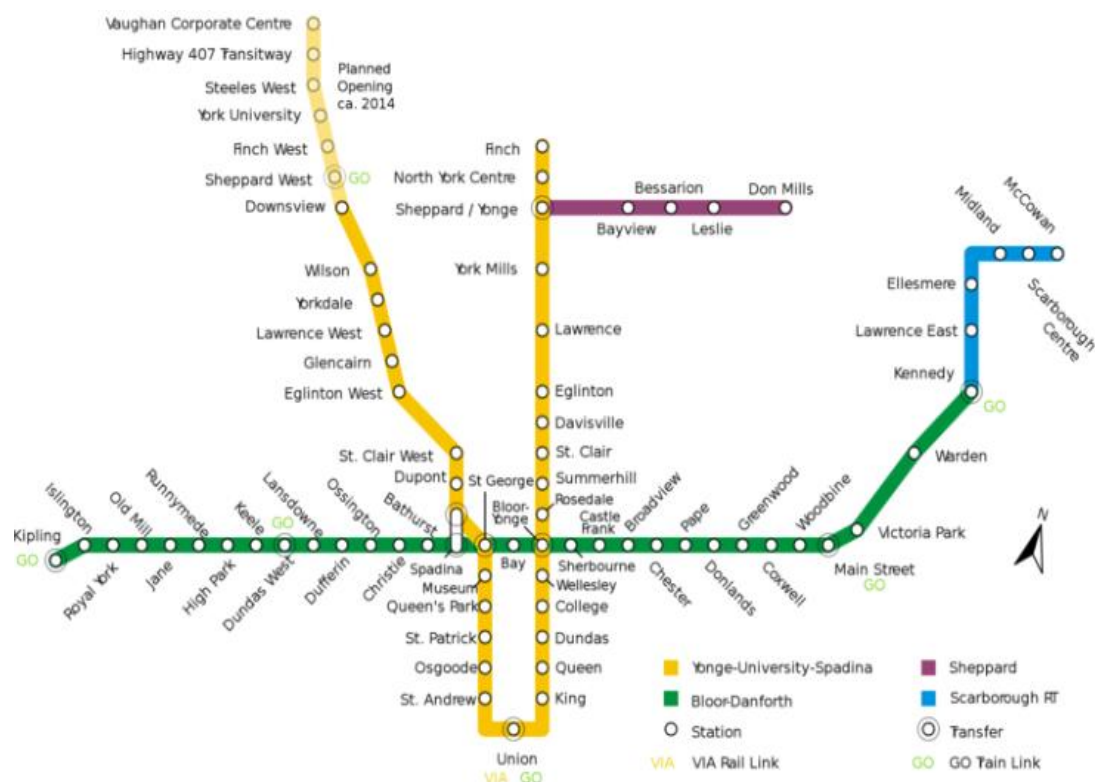 Vaughan Corporate Centre
Highway 407 Transitway
Steeles West
York University
Finch West
Sheppard West
GO
Downsview
Planned
Opening
ca. 2014
Wilson
Yorkdale
Lawrence West
Glencairn
Eglinton West
St. Clair West
Dupont
Finch
North York Centre
Sheppard / Yonge
Bessarion
Don Mills
Bayview
Leslie
York Mills
Lawrence
Eglinton
Davisville
St. Clair
Summerhill
Rosedale
McCowan
Midland
Scarborough
Centre
Ellesmere
Lawrence East
Kennedy
GO
Warden
Victoria Park
Main Street
GO
St George
Bloor-
Yonge
Castle
Frank
Kipling
GO
Islington
Royal York
Old Mill
Jane
Runnymede
High Park
Keele
GO
Dundas West
Lansdowne
Dufferin
Ossington
Christie
Bathurst
Spadina
Bay
Sherbourne
Broadview
Chester
Pape
Donlands
Greenwood
Coxwell
Woodbine
Museum
Queen's Park
St. Patrick
Osgoode
St. Andrew
Wellesley
College
Dundas
Queen
King
Union
VIA GO
N
Yonge-University-Spadina
Bloor-Danforth
Station
VIA VIA Rail Link
Sheppard
Scarborough RT
Transfer
GO GO Train Link